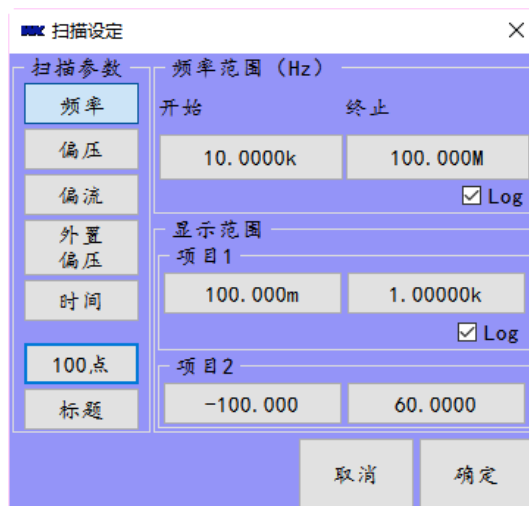 扫描设定
扫描参数
频率
偏压
偏流
外置
偏压
时间
100点
标题
频率范围（Hz）
开始 终止
10.0000k 100.000M
Log
显示范围
项目1
100.000m 1.00000k
Log
项目2
-100.000 60.0000
取消 确定